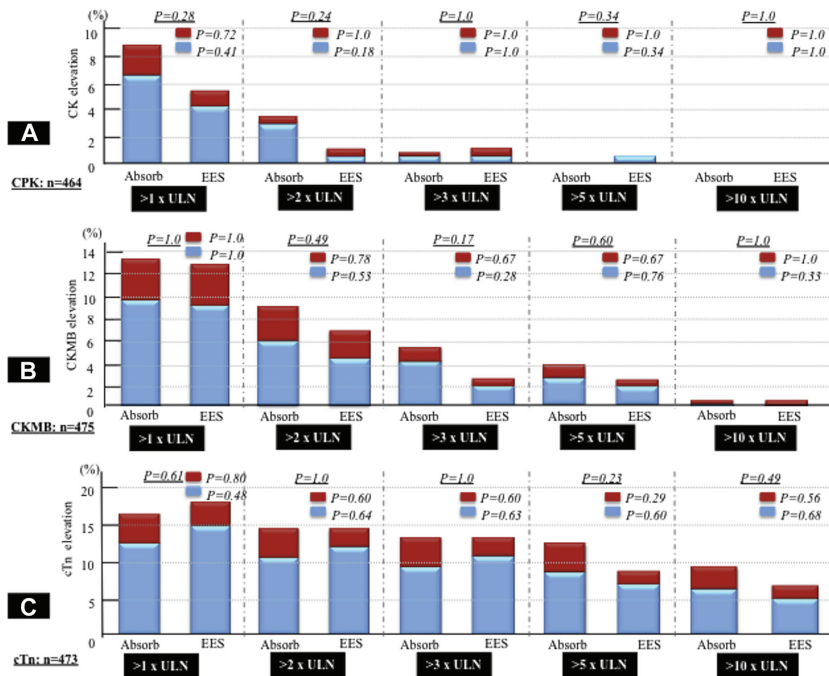 (%)
P=0.28 P=0.24 P=1.0 P=0.34 P=1.0
P=0.72 P=1.0 P=1.0 P=1.0 P=1.0
P=0.41 P=0.18 P=1.0 P=0.34 P=1.0
10
8
6
4
2
0
CK elevation
A
Absorb EES Absorb EES Absorb EES Absorb EES Absorb EES
CPK: n=464
>1 x ULN >2 x ULN >3 x ULN >5 x ULN >10 x ULN
(%)
P=1.0 P=0.49 P=0.17 P=0.60 P=1.0
P=1.0 P=0.78 P=0.67 P=0.67 P=1.0
P=1.0 P=0.53 P=0.28 P=0.76 P=0.33
14
12
10
8
6
4
2
0
CKMB elevation
B
Absorb EES Absorb EES Absorb EES Absorb EES Absorb EES
CKMB: n=475
>1 x ULN >2 x ULN >3 x ULN >5 x ULN >10 x ULN
(%)
P=0.61 P=1.0 P=1.0 P=0.23 P=0.49
P=0.80 P=0.60 P=0.60 P=0.29 P=0.56
P=0.48 P=0.64 P=0.63 P=0.60 P=0.68
20
15
10
5
0
cTn elevation
C
Absorb EES Absorb EES Absorb EES Absorb EES Absorb EES
cTn: n=473
>1 x ULN >2 x ULN >3 x ULN >5 x ULN >10 x ULN